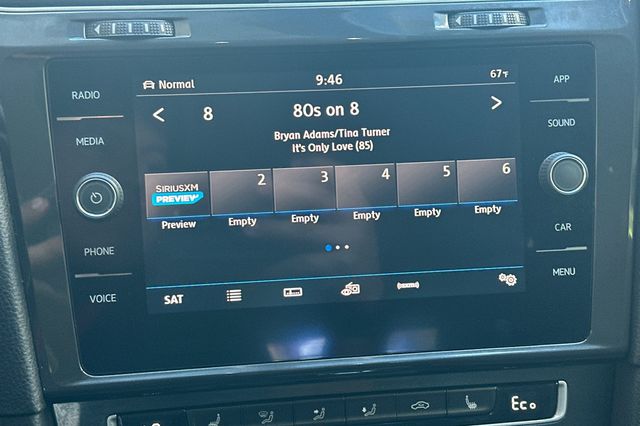 RADIO
MEDIA
PHONE
VOICE
Normal
9:46
67°F
8
80s on 8
Bryan Adams/Tina Turner
It's Only Love (85)
SIRIUSXM
PREVIEW
2
3
4
5
6
Preview
Empty
Empty
Empty
Empty
Empty
SAT
APP
SOUND
CAR
MENU
Eco